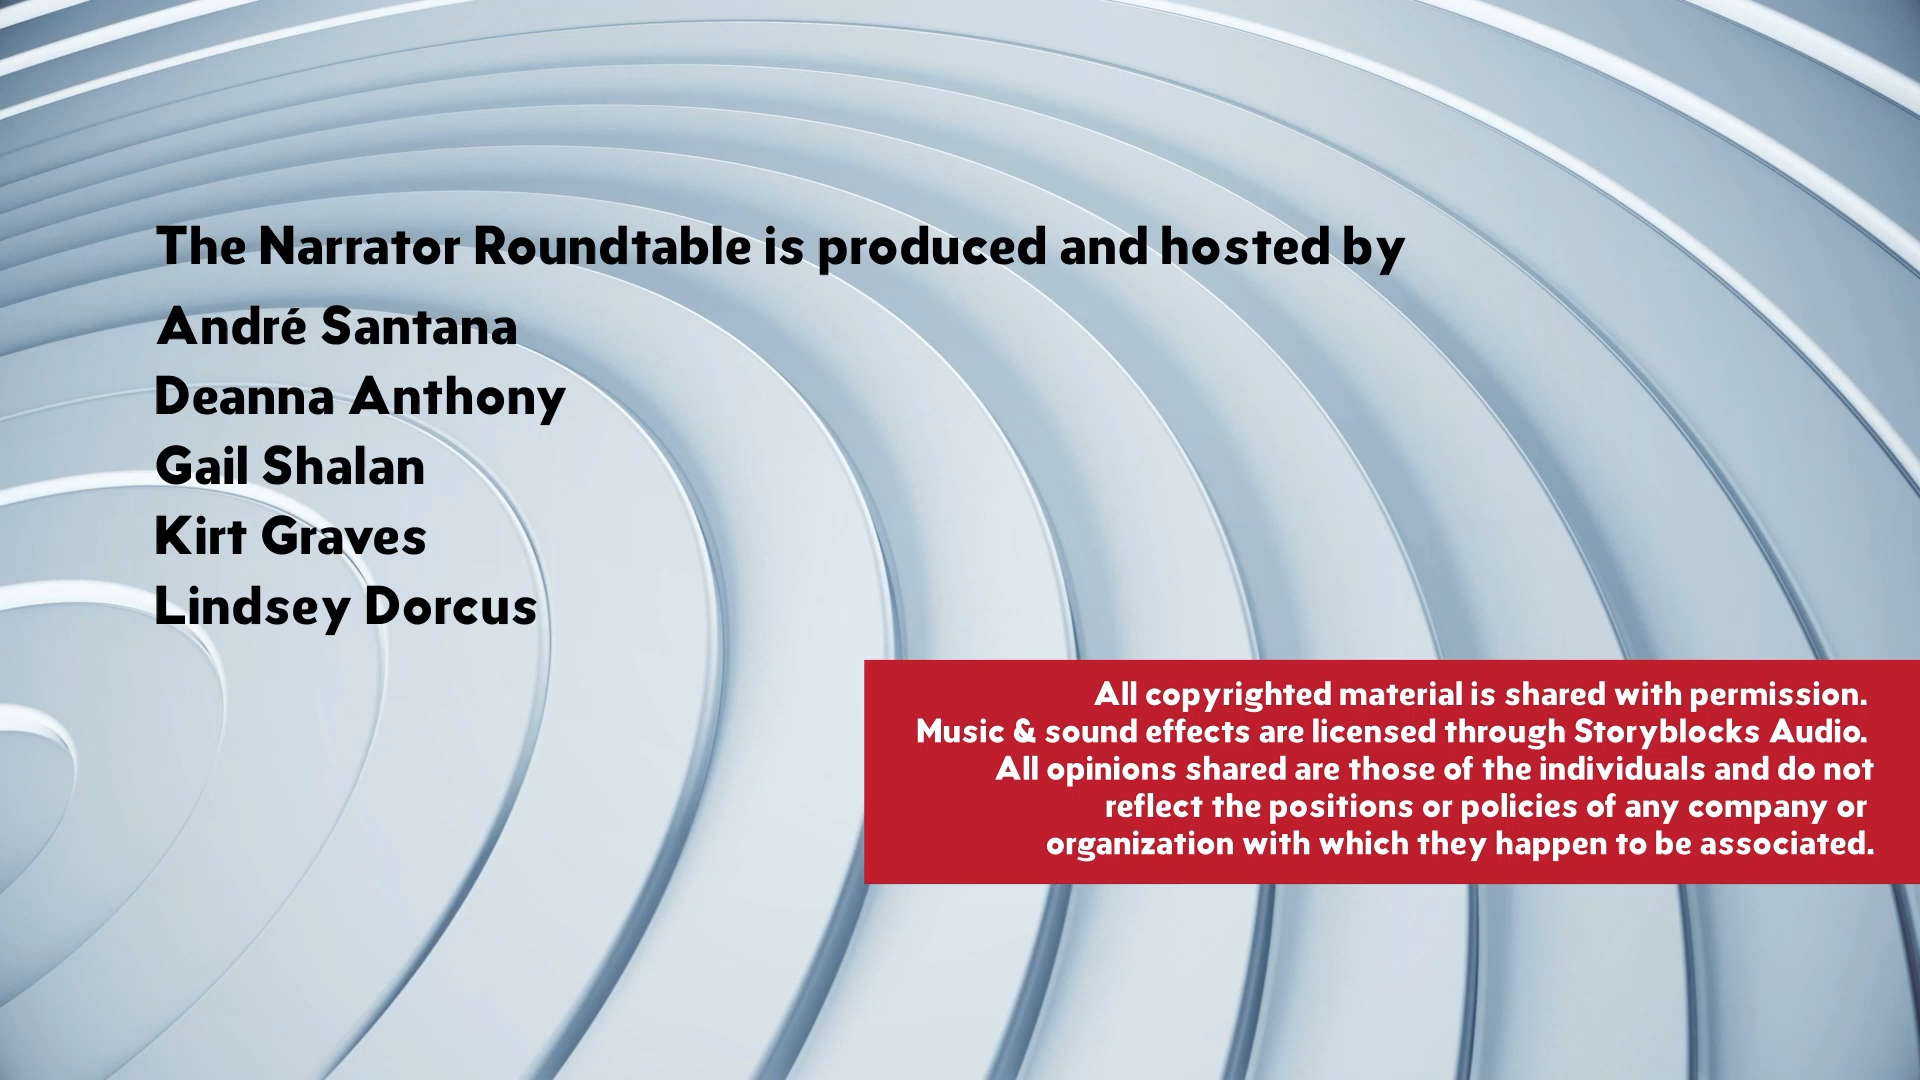 The Narrator Roundtable is produced and hosted by
André Santana
Deanna Anthony
Gail Shalan
Kirt Graves
Lindsey Dorcus
All copyrighted material is shared with permission.
Music & sound effects are licensed through Storyblocks Audio.
All opinions shared are those of the individuals and do not
reflect the positions or policies of any company or
organization with which they happen to be associated.